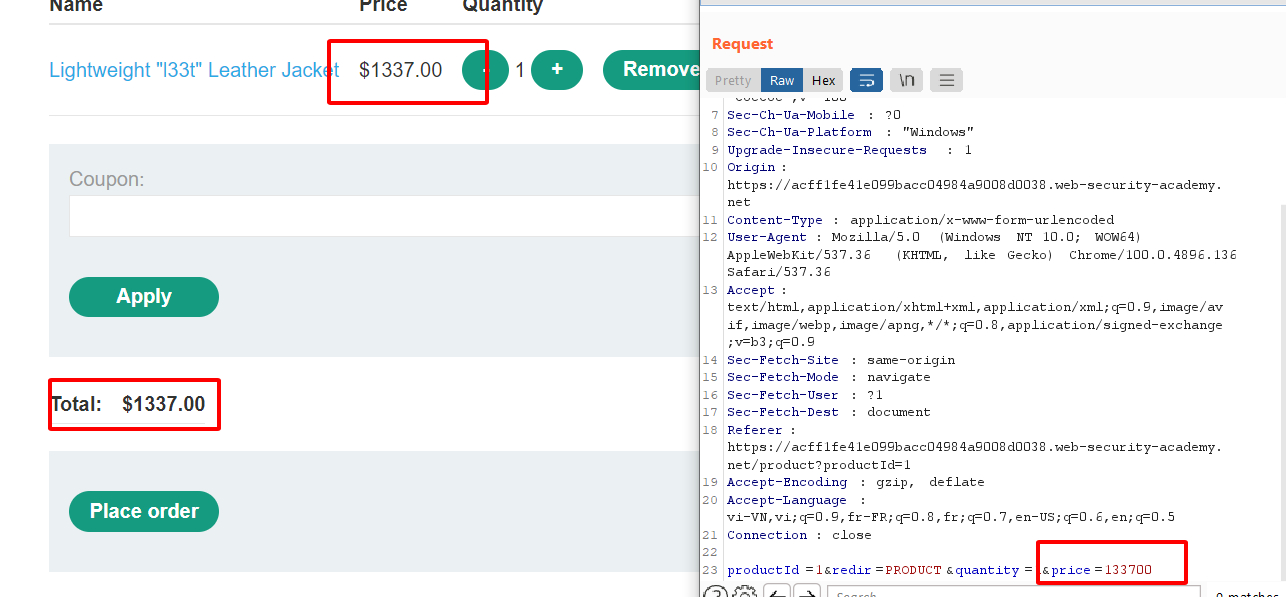 Name Price Quantity
Lightweight "l33t" Leather Jacket $1337.00 - 1 + Remove
Coupon:
Apply
Total: $1337.00
Place order
Request
Pretty Raw Hex \n
7 Sec-Ch-Ua-Mobile : ?0
8 Sec-Ch-Ua-Platform : "Windows"
9 Upgrade-Insecure-Requests : 1
10 Origin :
https://acff1fe41e099bacc04984a9008d0038.web-security-academy.
net
11 Content-Type : application/x-www-form-urlencoded
12 User-Agent : Mozilla/5.0 (Windows NT 10.0; WOW64)
AppleWebKit/537.36 (KHTML, like Gecko) Chrome/100.0.4896.136
Safari/537.36
13 Accept :
text/html,application/xhtml+xml,application/xml;q=0.9,image/av
if,image/webp,image/apng,*/*;q=0.8,application/signed-exchange
;v=b3;q=0.9
14 Sec-Fetch-Site : same-origin
15 Sec-Fetch-Mode : navigate
16 Sec-Fetch-User : ?1
17 Sec-Fetch-Dest : document
18 Referer :
https://acff1fe41e099bacc04984a9008d0038.web-security-academy.
net/product?productId=1
19 Accept-Encoding : gzip, deflate
20 Accept-Language :
vi-VN,vi;q=0.9,fr-FR;q=0.8,fr;q=0.7,en-US;q=0.6,en;q=0.5
21 Connection : close
22
23 productId =1&redir =PRODUCT &quantity = &price =133700
Search 0 matches